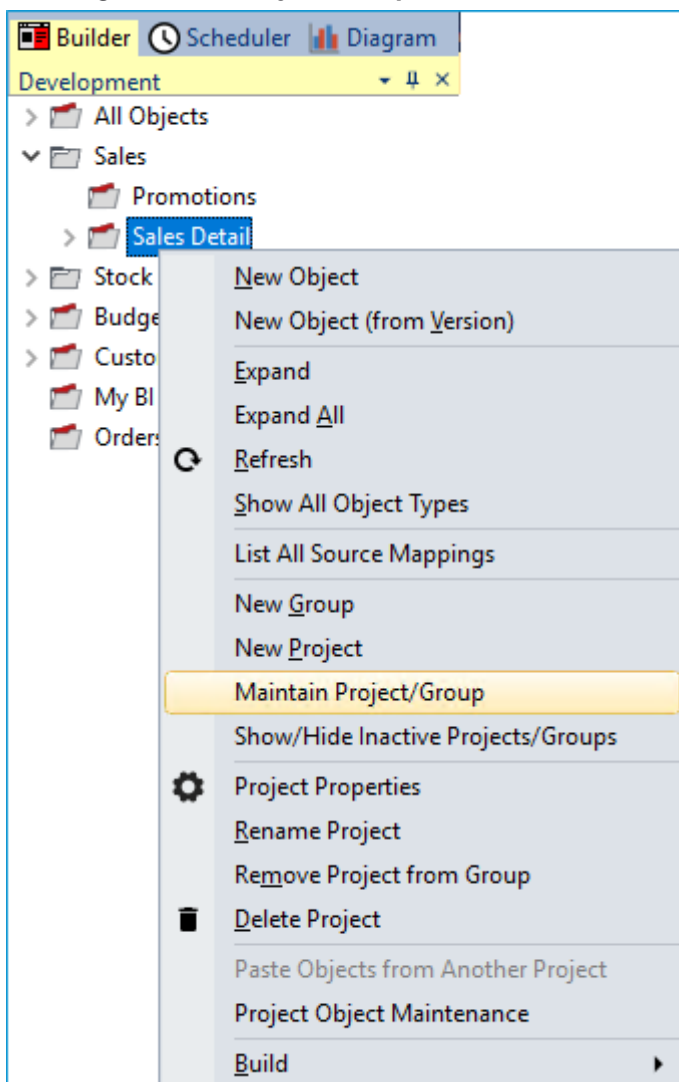 Builder Scheduler Diagram
Development
All Objects
Sales
Promotions
Sales Detail
Stock
Budge
Custo
My BI
Orders
New Object
New Object (from Version)
Expand
Expand All
Refresh
Show All Object Types
List All Source Mappings
New Group
New Project
Maintain Project/Group
Show/Hide Inactive Projects/Groups
Project Properties
Rename Project
Remove Project from Group
Delete Project
Paste Objects from Another Project
Project Object Maintenance
Build